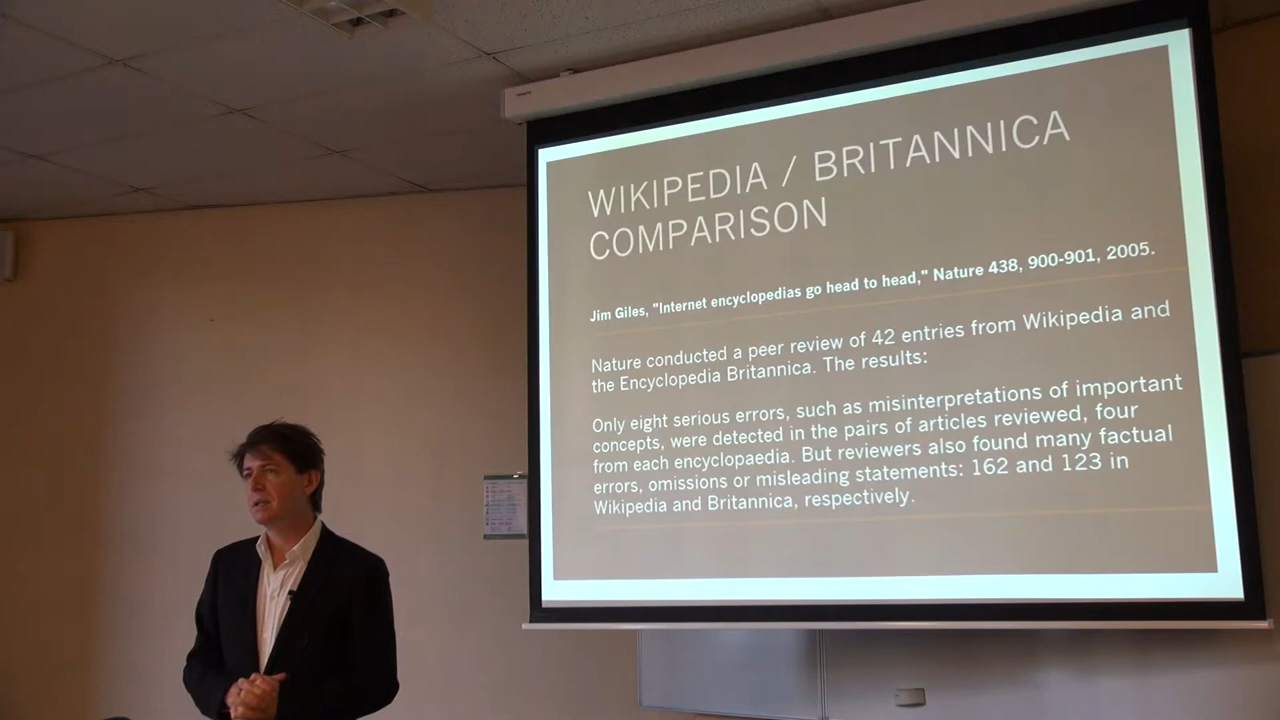 WIKIPEDIA / BRITANNICA
COMPARISON
Jim Giles, "Internet encyclopedias go head to head," Nature 438, 900-901, 2005.
Nature conducted a peer review of 42 entries from Wikipedia and
the Encyclopedia Britannica. The results:
Only eight serious errors, such as misinterpretations of important
concepts, were detected in the pairs of articles reviewed, four
from each encyclopaedia. But reviewers also found many factual
errors, omissions or misleading statements: 162 and 123 in
Wikipedia and Britannica, respectively.